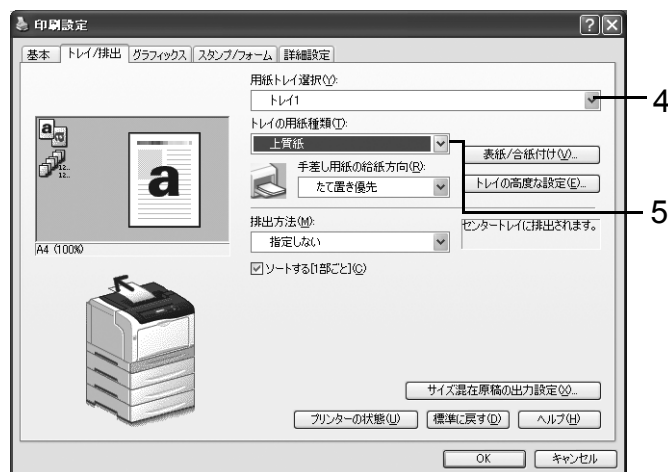 印刷設定
基本 トレイ/排出 グラフィックス スタンプ/フォーム 詳細設定
用紙トレイ選択(Y):
トレイ1
4
トレイの用紙種類(T):
上質紙
表紙/合紙付け(V)...
手差し用紙の給紙方向(R):
たて置き優先
トレイの高度な設定(E)...
5
排出方法(M):
指定しない
センタートレイに排出されます。
A4 (100%)
ソートする[1部ごと](C)
サイズ混在原稿の出力設定(X)...
プリンターの状態(U) 標準に戻す(D) ヘルプ(H)
OK キャンセル